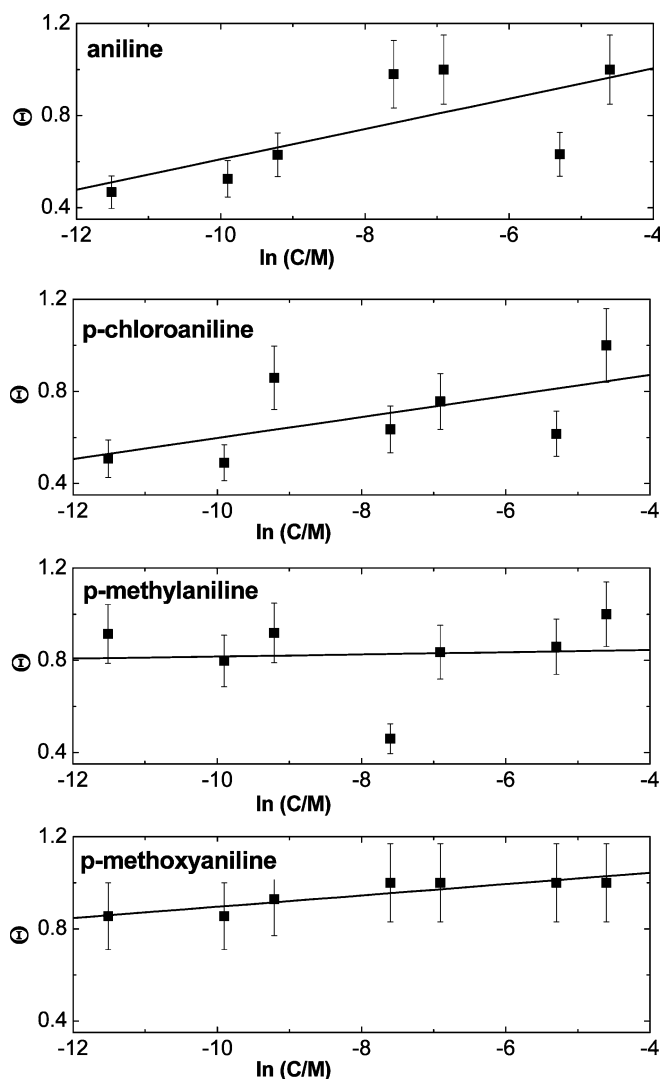 aniline
1.2
0.8
0.4
Θ
-12 -10 -8 -6 -4
ln (C/M)
p-chloroaniline
1.2
0.8
0.4
Θ
-12 -10 -8 -6 -4
ln (C/M)
p-methylaniline
1.2
0.8
0.4
Θ
-12 -10 -8 -6 -4
ln (C/M)
p-methoxyaniline
1.2
0.8
0.4
Θ
-12 -10 -8 -6 -4
ln (C/M)